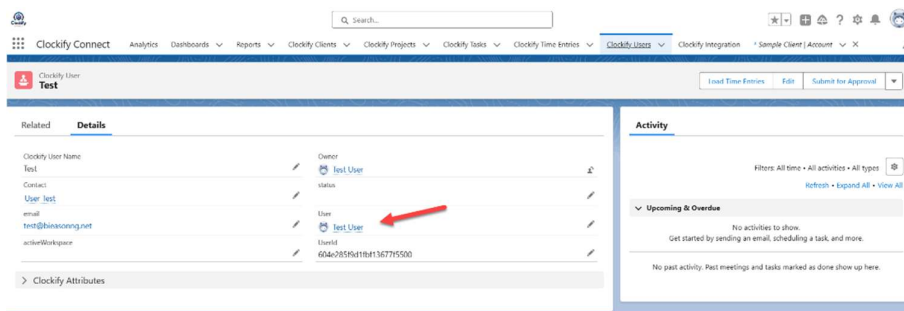 Clockify
Search...
Clockify Connect Analytics Dashboards Reports Clockify Clients Clockify Projects Clockify Tasks Clockify Time Entries Clockify Users Clockify Integration * Sample Client | Account
Clockify User
Test
Load Time Entries Edit Submit for Approval
Related Details
Clockify User Name
Test
Owner
Test User
Contact
User Test
status
email
test@bieasonng.net
User
Test User
activeWorkspace
UserId
604e285f9d1fbf13677f5500
Clockify Attributes
Activity
Filters: All time • All activities • All types
Refresh • Expand All • View All
Upcoming & Overdue
No activities to show.
Get started by sending an email, scheduling a task, and more.
No past activity. Past meetings and tasks marked as done show up here.